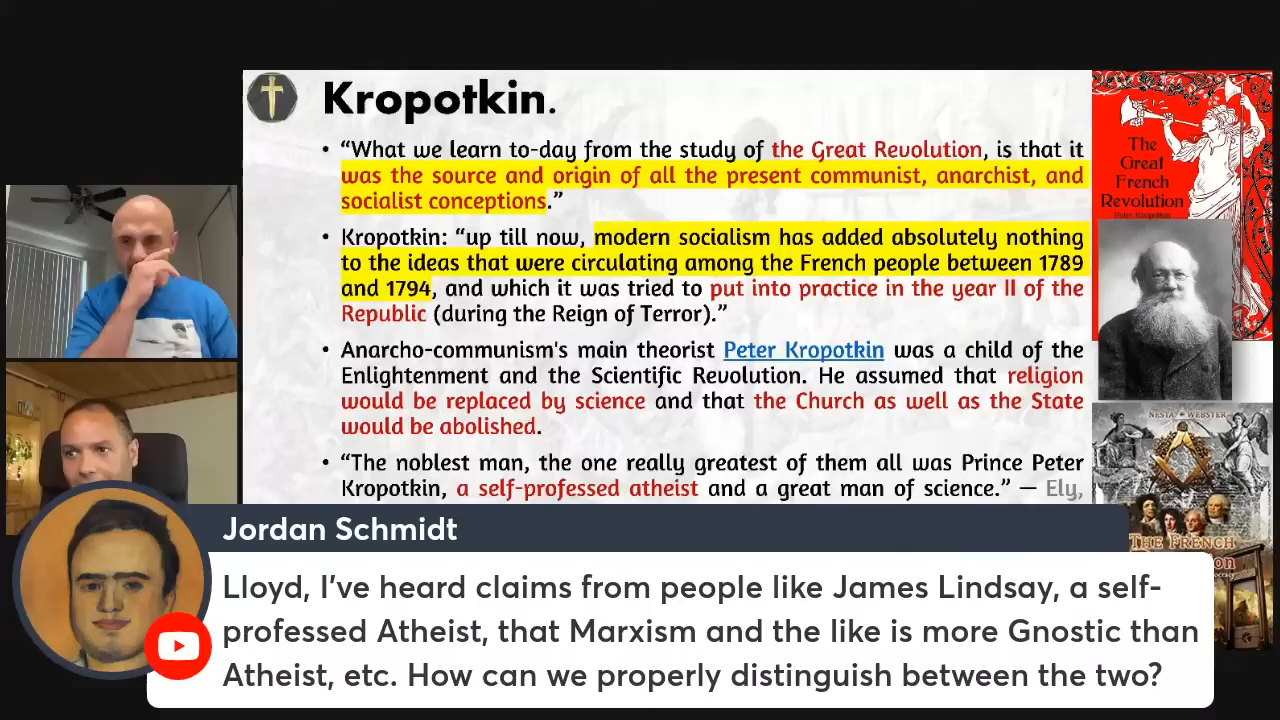 Kropotkin.
• “What we learn to-day from the study of the Great Revolution, is that it
was the source and origin of all the present communist, anarchist, and
socialist conceptions.”
• Kropotkin: “up till now, modern socialism has added absolutely nothing
to the ideas that were circulating among the French people between 1789
and 1794, and which it was tried to put into practice in the year II of the
Republic (during the Reign of Terror).”
• Anarcho-communism's main theorist Peter Kropotkin was a child of the
Enlightenment and the Scientific Revolution. He assumed that religion
would be replaced by science and that the Church as well as the State
would be abolished.
• “The noblest man, the one really greatest of them all was Prince Peter
Kropotkin, a self-professed atheist and a great man of science.” — Ely,
The
Great
French
Revolution
Peter Kropotkin
NESTA WEBSTER
THE FRENCH
Jordan Schmidt
Lloyd, I've heard claims from people like James Lindsay, a self-
professed Atheist, that Marxism and the like is more Gnostic than
Atheist, etc. How can we properly distinguish between the two?